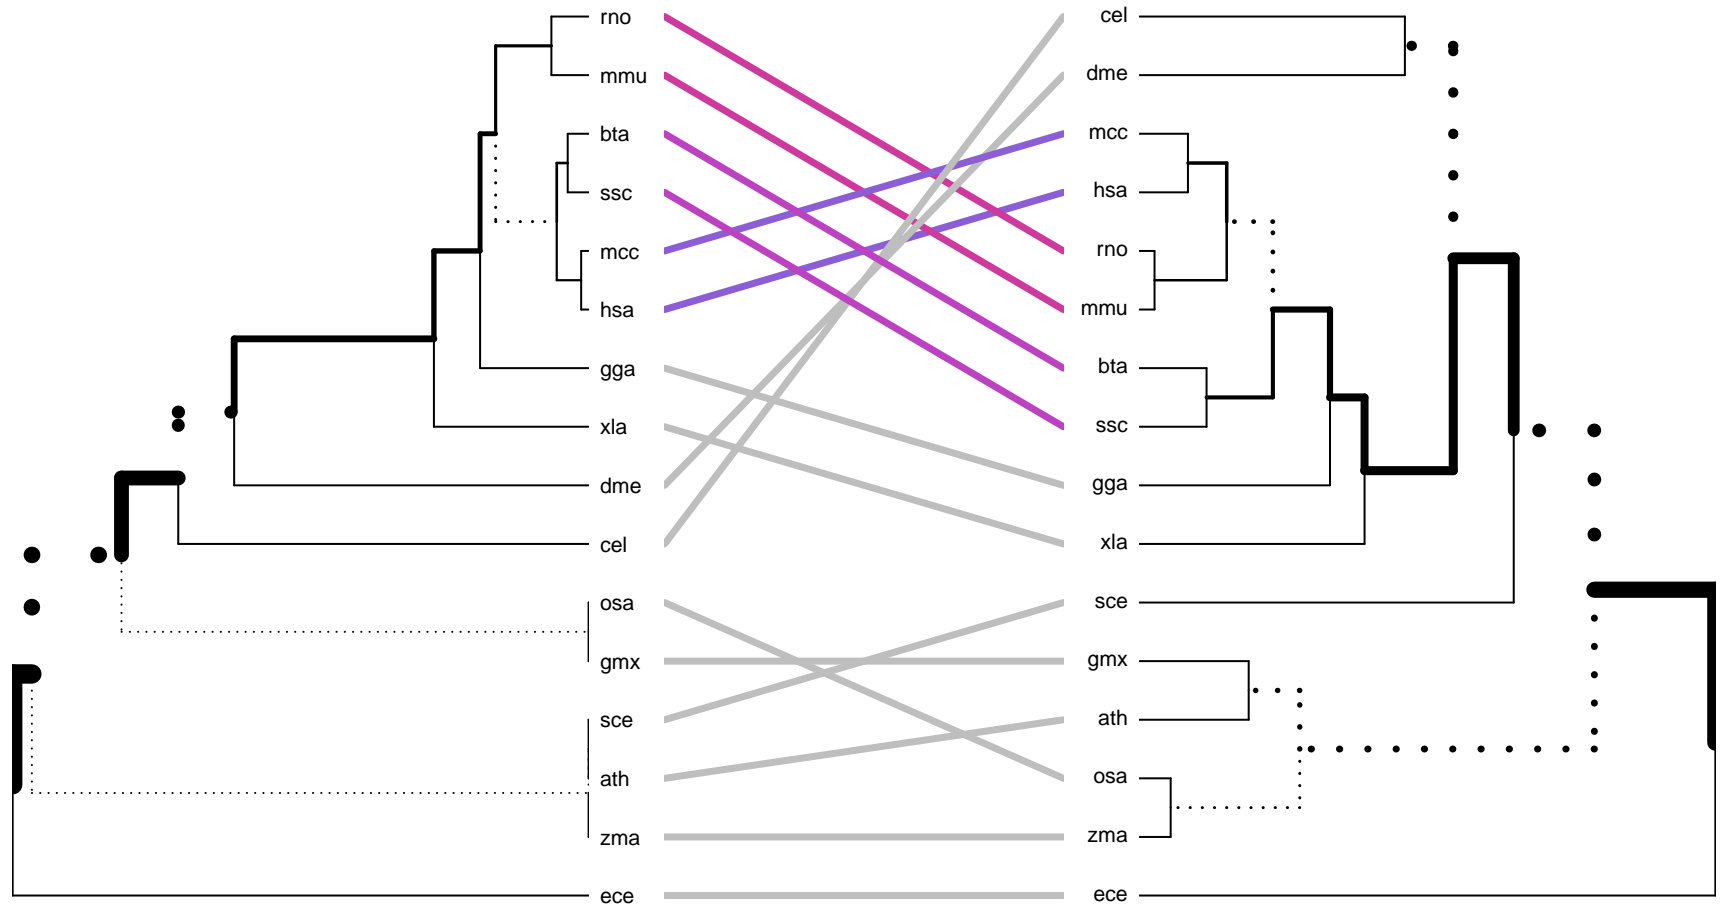 rno
mmu
bta
ssc
mcc
hsa
gga
xla
dme
cel
osa
gmx
sce
ath
zma
ece
cel
dme
mcc
hsa
rno
mmu
bta
ssc
gga
xla
sce
gmx
ath
osa
zma
ece